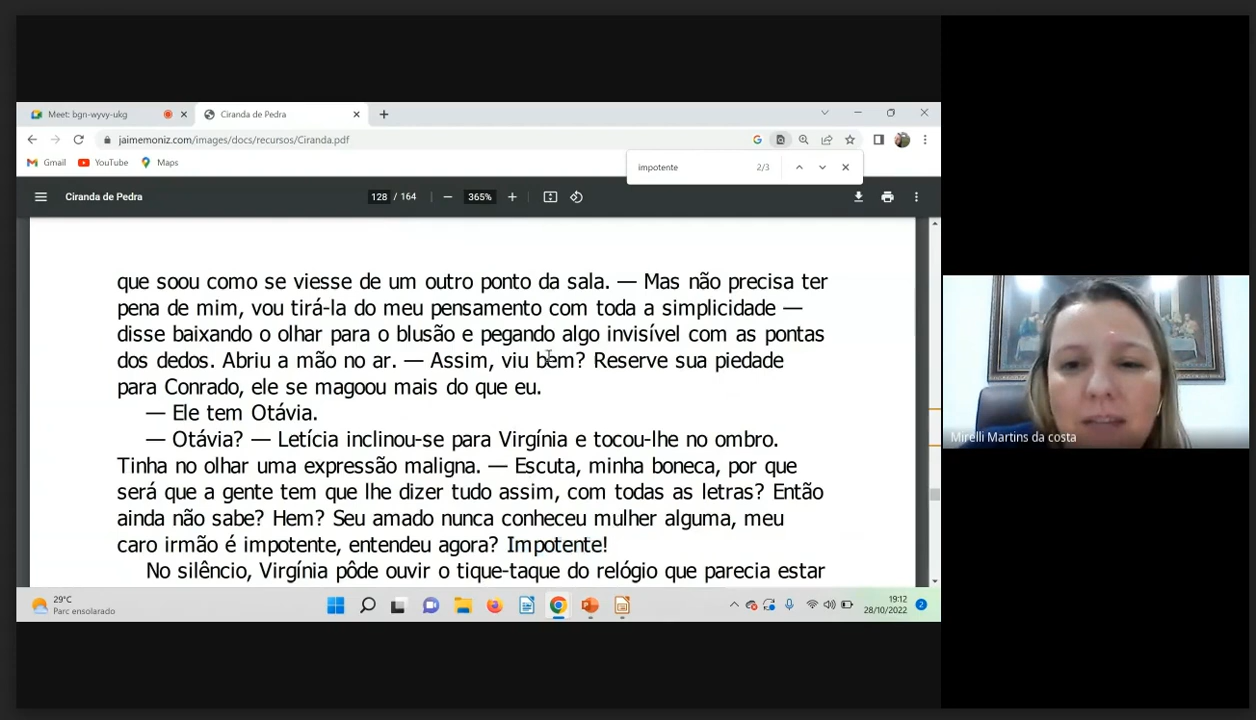 Meet: bgn-wyvy-ukg
Ciranda de Pedra
jaimemoniz.com/images/docs/recursos/Ciranda.pdf
Gmail
YouTube
Maps
impotente
2/3
Ciranda de Pedra
128 / 164
365%
que soou como se viesse de um outro ponto da sala. — Mas não precisa ter
pena de mim, vou tirá-la do meu pensamento com toda a simplicidade —
disse baixando o olhar para o blusão e pegando algo invisível com as pontas
dos dedos. Abriu a mão no ar. — Assim, viu bem? Reserve sua piedade
para Conrado, ele se magoou mais do que eu.
— Ele tem Otávia.
— Otávia? — Letícia inclinou-se para Virgínia e tocou-lhe no ombro.
Tinha no olhar uma expressão maligna. — Escuta, minha boneca, por que
será que a gente tem que lhe dizer tudo assim, com todas as letras? Então
ainda não sabe? Hem? Seu amado nunca conheceu mulher alguma, meu
caro irmão é impotente, entendeu agora? Impotente!
No silêncio, Virgínia pôde ouvir o tique-taque do relógio que parecia estar
29°C
Parc ensolarado
19:12
28/10/2022
2
Mirelli Martins da costa